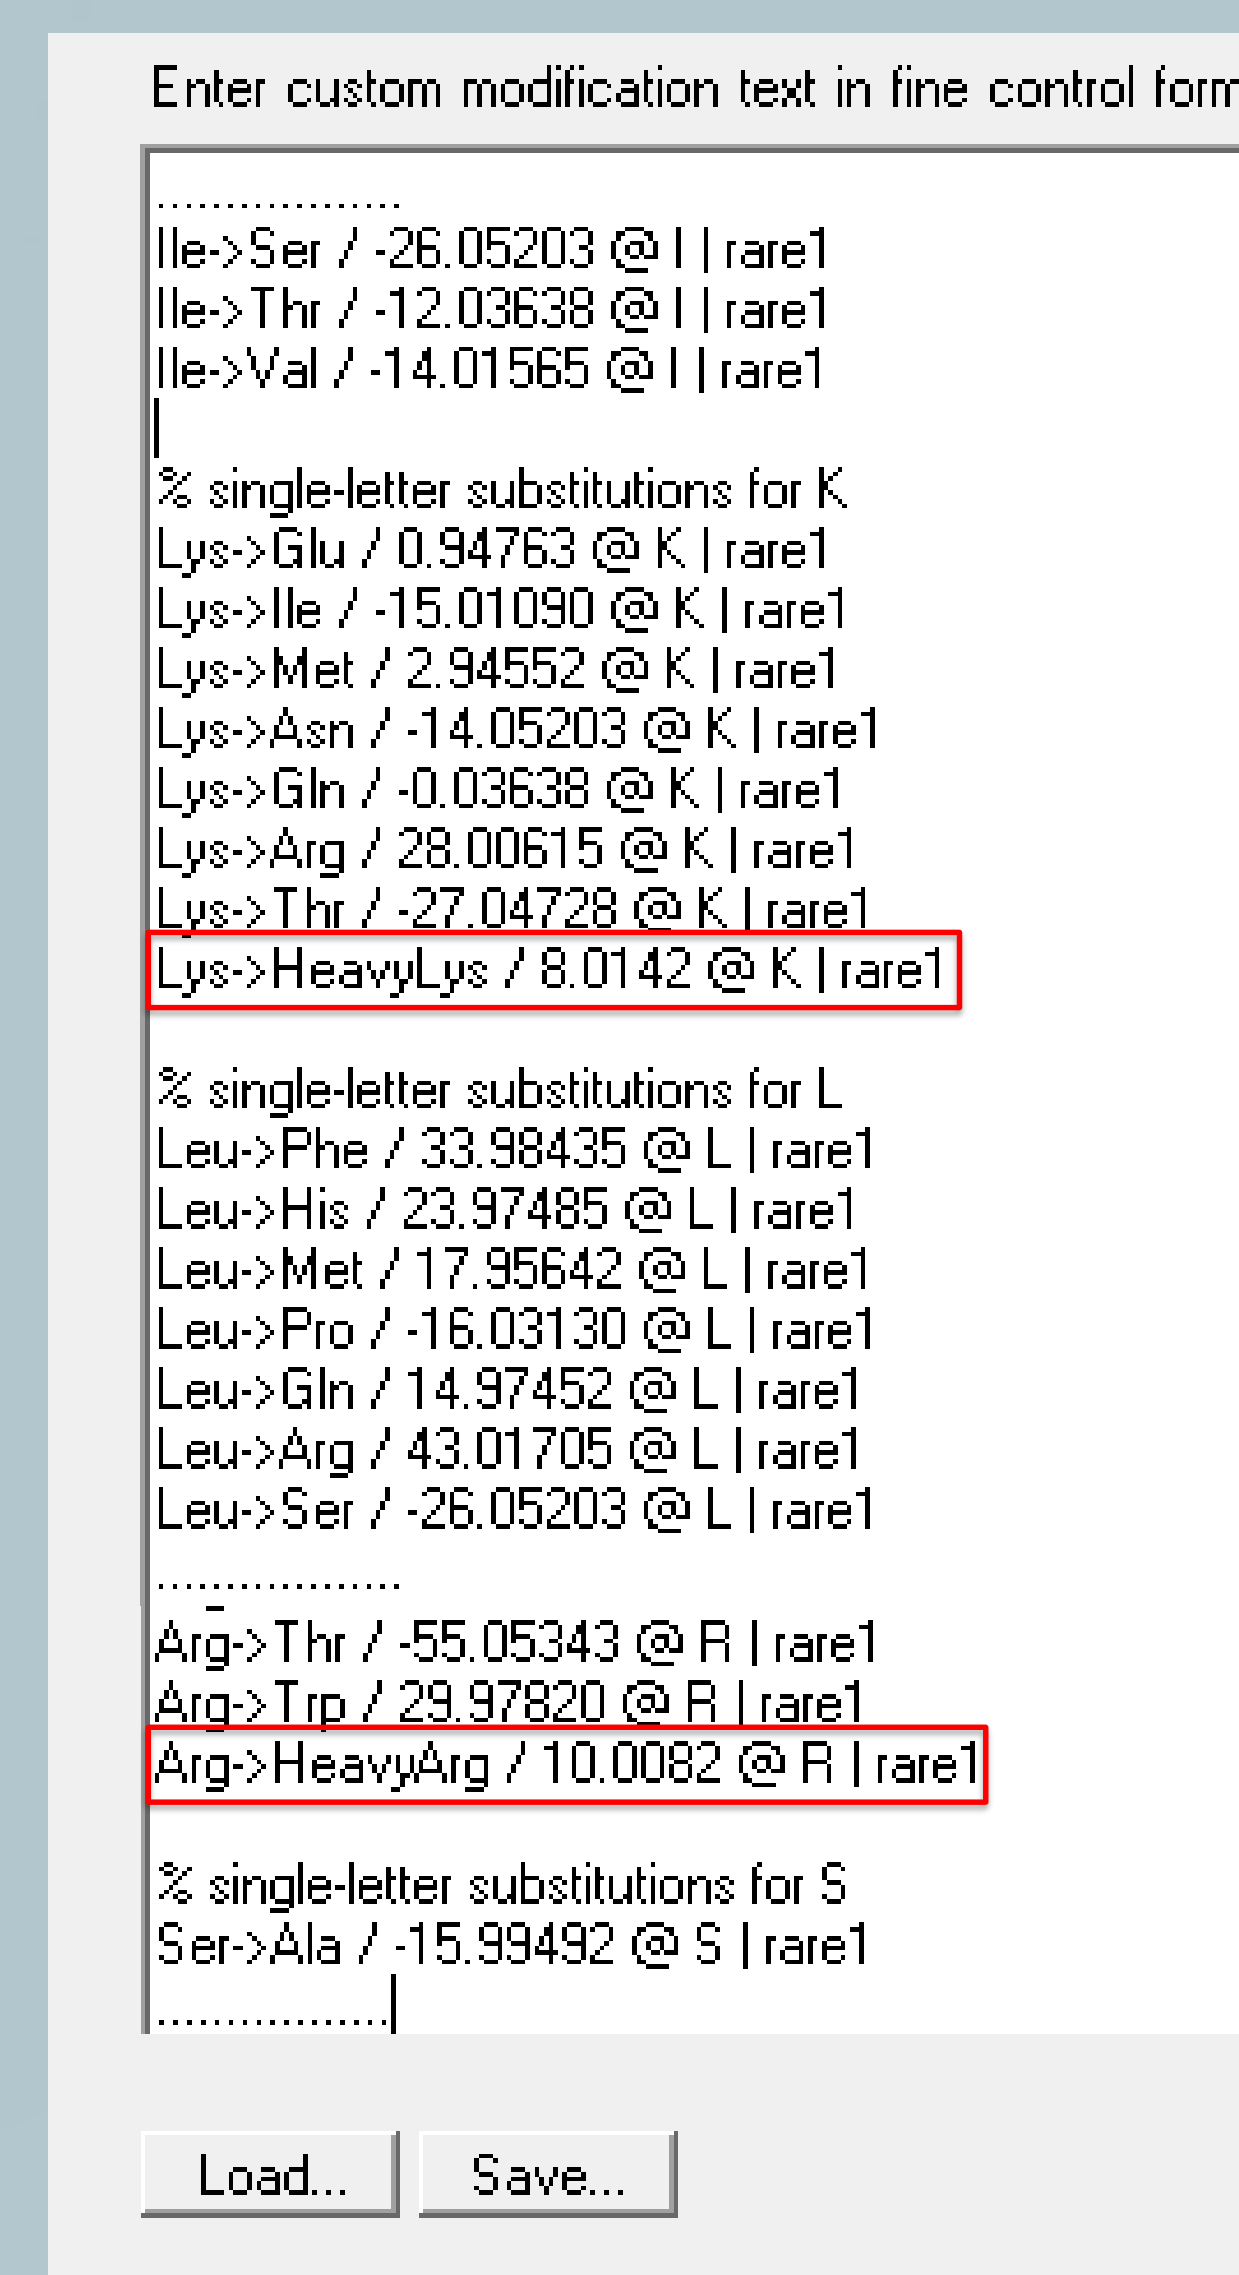 Enter custom modification text in fine control form
..................
Ile->Ser / -26.05203 @ I | rare1
Ile->Thr / -12.03638 @ I | rare1
Ile->Val / -14.01565 @ I | rare1
% single-letter substitutions for K
Lys->Glu / 0.94763 @ K | rare1
Lys->Ile / -15.01090 @ K | rare1
Lys->Met / 2.94552 @ K | rare1
Lys->Asn / -14.05203 @ K | rare1
Lys->Gln / -0.03638 @ K | rare1
Lys->Arg / 28.00615 @ K | rare1
Lys->Thr / -27.04728 @ K | rare1
Lys->HeavyLys / 8.0142 @ K | rare1
% single-letter substitutions for L
Leu->Phe / 33.98435 @ L | rare1
Leu->His / 23.97485 @ L | rare1
Leu->Met / 17.95642 @ L | rare1
Leu->Pro / -16.03130 @ L | rare1
Leu->Gln / 14.97452 @ L | rare1
Leu->Arg / 43.01705 @ L | rare1
Leu->Ser / -26.05203 @ L | rare1
..................
Arg->Thr / -55.05343 @ R | rare1
Arg->Trp / 29.97820 @ R | rare1
Arg->HeavyArg / 10.0082 @ R | rare1
% single-letter substitutions for S
Ser->Ala / -15.99492 @ S | rare1
.................
Load...
Save...